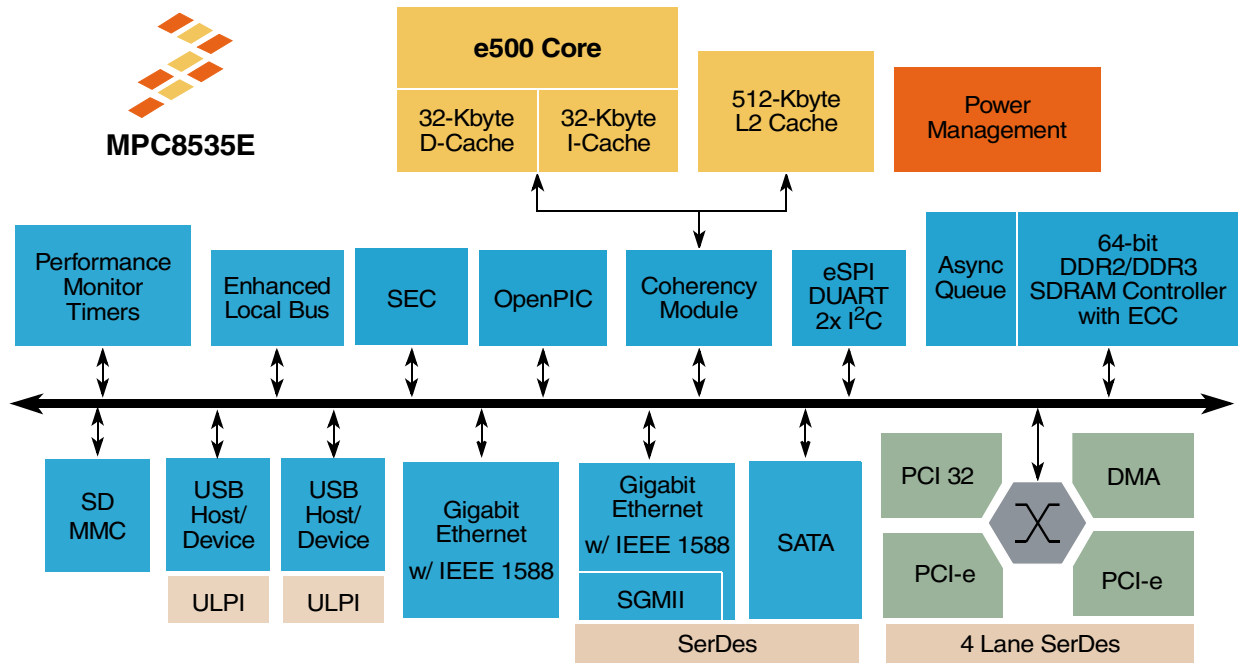 MPC8535E
e500 Core
32-Kbyte
D-Cache
32-Kbyte
I-Cache
512-Kbyte
L2 Cache
Power
Management
Performance
Monitor
Timers
Enhanced
Local Bus
SEC
OpenPIC
Coherency
Module
eSPI
DUART
2x I²C
Async
Queue
64-bit
DDR2/DDR3
SDRAM Controller
with ECC
SD
MMC
USB
Host/
Device
ULPI
USB
Host/
Device
ULPI
Gigabit
Ethernet
w/ IEEE 1588
Gigabit
Ethernet
w/ IEEE 1588
SGMII
SATA
SerDes
PCI 32
DMA
PCI-e
PCI-e
4 Lane SerDes